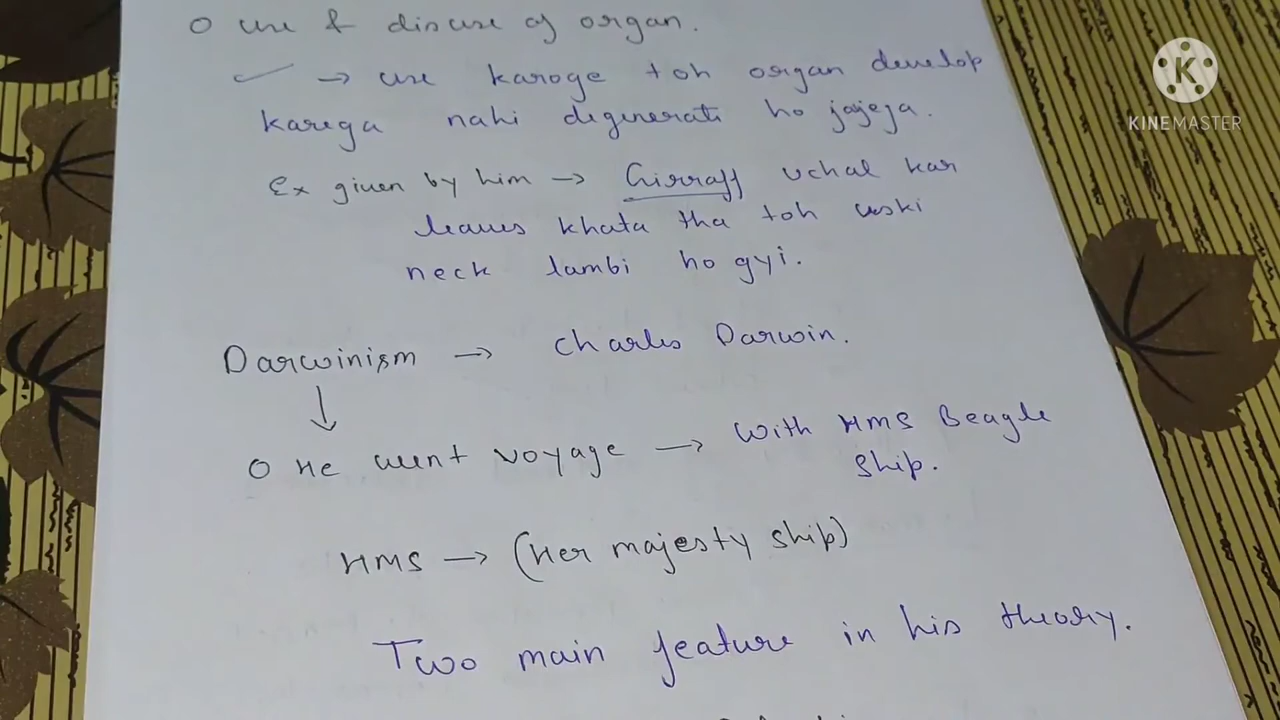 O use & disuse of organ.
→ use karoge toh organ develop
karega nahi degenerate ho jayega.
Ex given by him → Girraff uchal kar
leaves khata tha toh uski
neck lambi ho gyi.
Darwinism → Charles Darwin.
O He went voyage → With HMS Beagle
ship.
HMS → (Her majesty ship)
Two main feature in his theory.
KINEMASTER